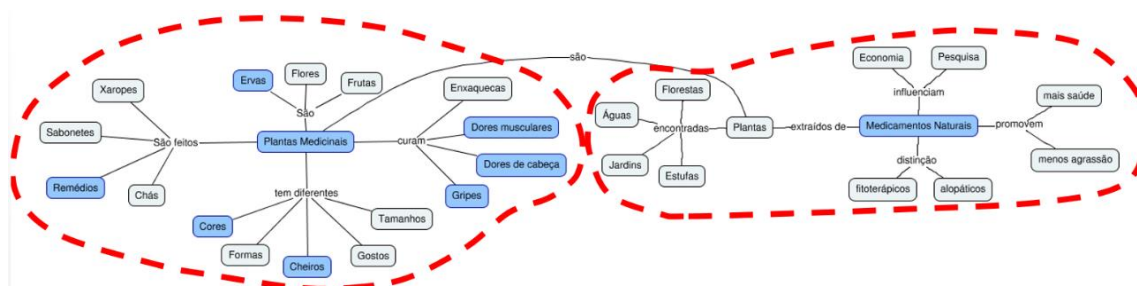 Xaropes
Sabonetes
São feitos
Remédios
Chás
Ervas
Flores
Frutas
São
Plantas Medicinais
Enxaquecas
Dores musculares
curam
Dores de cabeça
Gripes
tem diferentes
Cores
Formas
Cheiros
Gostos
Tamanhos
são
Florestas
Águas
encontradas
Jardins
Estufas
Plantas
extraídos de
Economia
Pesquisa
influenciam
Medicamentos Naturais
mais saúde
promovem
menos agrassão
distinção
fitoterápicos
alopáticos